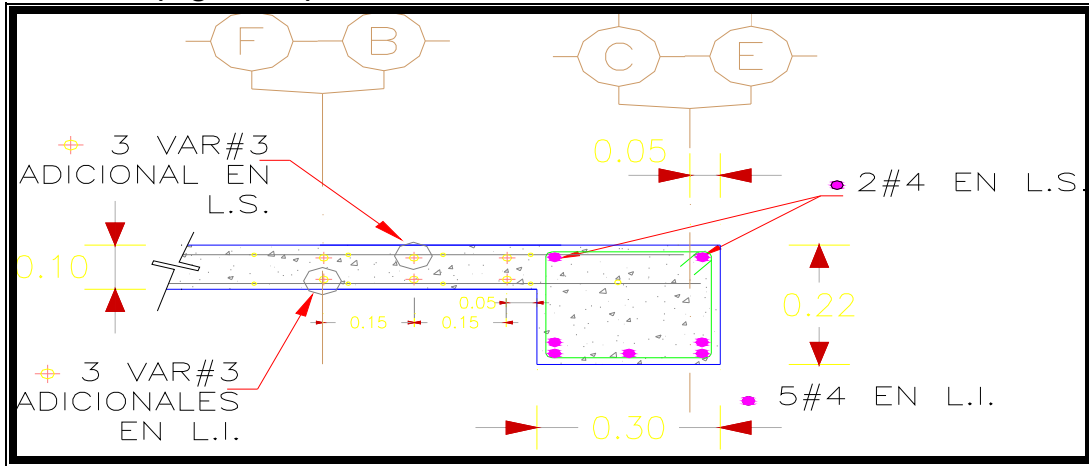 F
B
C
E
3 VAR#3
ADICIONAL EN
L.S.
0.05
2#4 EN L.S.
0.10
0.05
0.15
0.15
0.22
3 VAR#3
ADICIONALES
EN L.I.
5#4 EN L.I.
0.30